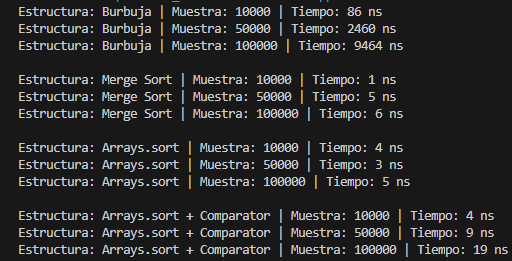 Estructura: Burbuja | Muestra: 10000 | Tiempo: 86 ns
Estructura: Burbuja | Muestra: 50000 | Tiempo: 2460 ns
Estructura: Burbuja | Muestra: 100000 | Tiempo: 9464 ns
Estructura: Merge Sort | Muestra: 10000 | Tiempo: 1 ns
Estructura: Merge Sort | Muestra: 50000 | Tiempo: 5 ns
Estructura: Merge Sort | Muestra: 100000 | Tiempo: 6 ns
Estructura: Arrays.sort | Muestra: 10000 | Tiempo: 4 ns
Estructura: Arrays.sort | Muestra: 50000 | Tiempo: 3 ns
Estructura: Arrays.sort | Muestra: 100000 | Tiempo: 5 ns
Estructura: Arrays.sort + Comparator | Muestra: 10000 | Tiempo: 4 ns
Estructura: Arrays.sort + Comparator | Muestra: 50000 | Tiempo: 9 ns
Estructura: Arrays.sort + Comparator | Muestra: 100000 | Tiempo: 19 ns